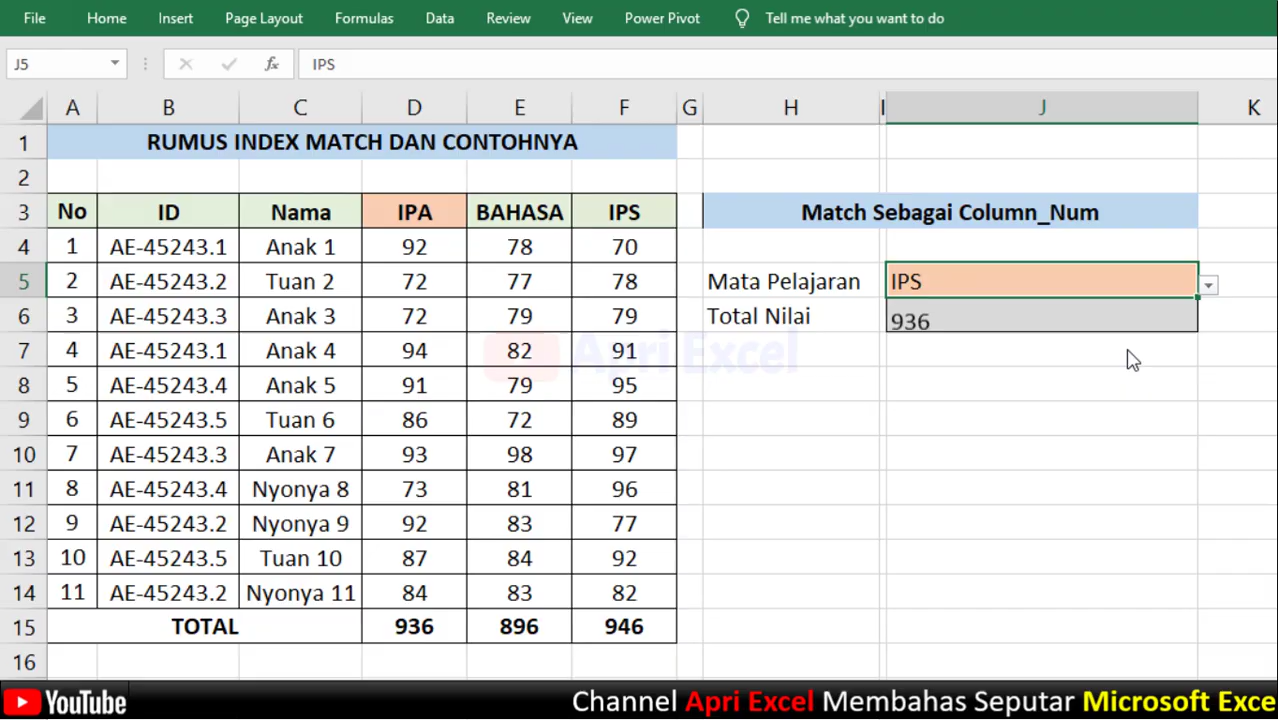 File Home Insert Page Layout Formulas Data Review View Power Pivot Tell me what you want to do
J5 fx IPS
A B C D E F G H I J K
1 RUMUS INDEX MATCH DAN CONTOHNYA
2
3 No ID Nama IPA BAHASA IPS Match Sebagai Column_Num
4 1 AE-45243.1 Anak 1 92 78 70
5 2 AE-45243.2 Tuan 2 72 77 78 Mata Pelajaran IPS
6 3 AE-45243.3 Anak 3 72 79 79 Total Nilai 936
7 4 AE-45243.1 Anak 4 94 82 91 Apri Excel
8 5 AE-45243.4 Anak 5 91 79 95
9 6 AE-45243.5 Tuan 6 86 72 89
10 7 AE-45243.3 Anak 7 93 98 97
11 8 AE-45243.4 Nyonya 8 73 81 96
12 9 AE-45243.2 Nyonya 9 92 83 77
13 10 AE-45243.5 Tuan 10 87 84 92
14 11 AE-45243.2 Nyonya 11 84 83 82
15 TOTAL 936 896 946
16
YouTube Channel Apri Excel Membahas Seputar Microsoft Exce